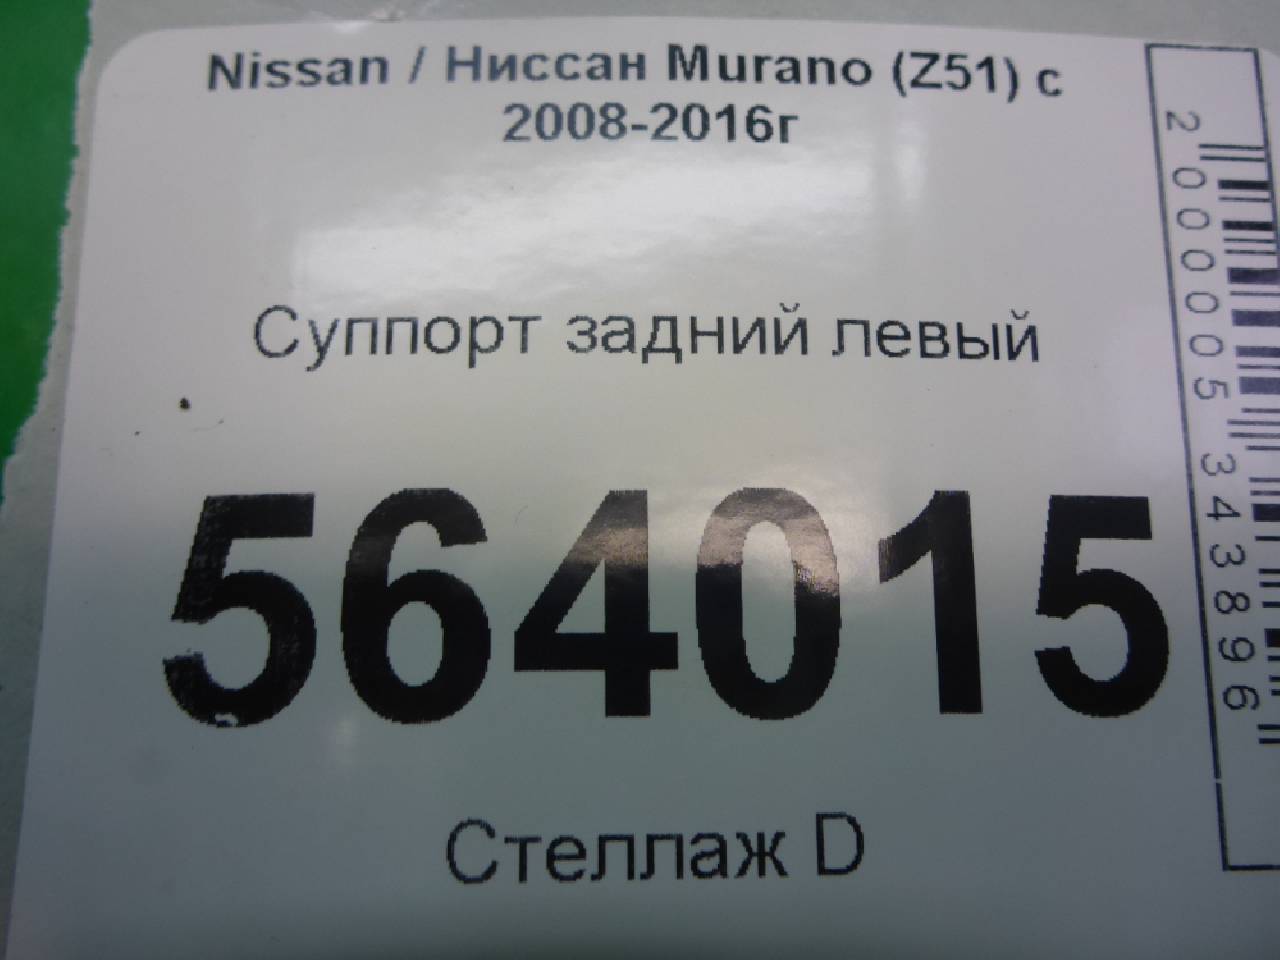 Nissan / Ниссан Murano (Z51) с
2008-2016г
Суппорт задний левый
564015
Стеллаж D
2000005343896